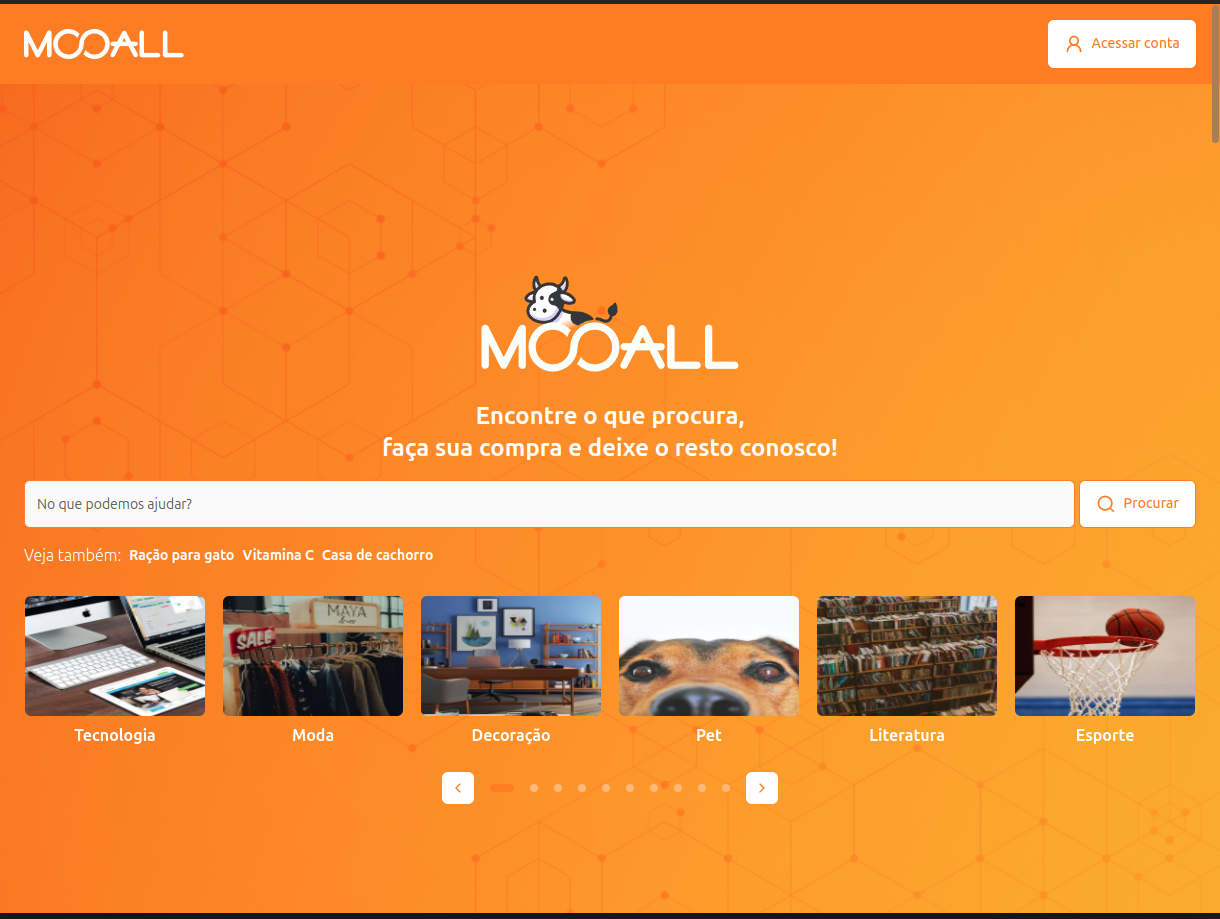 MOOALL
Acessar conta
MOOALL
Encontre o que procura,
faça sua compra e deixe o resto conosco!
No que podemos ajudar?
Procurar
Veja também: Ração para gato Vitamina C Casa de cachorro
MAYA
SALE
Tecnologia
Moda
Decoração
Pet
Literatura
Esporte